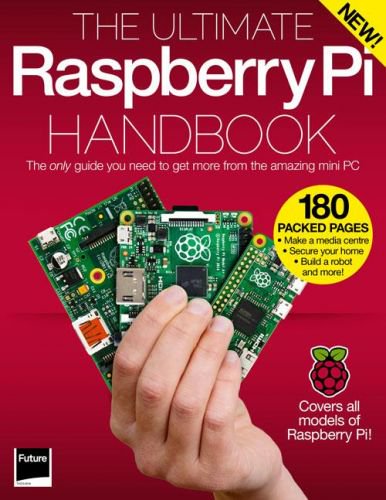 NEW!
THE ULTIMATE
Raspberry Pi
HANDBOOK
The only guide you need to get more from the amazing mini PC
180
PACKED PAGES
• Make a media centre
• Secure your home
• Build a robot
and more!
Covers all
models of
Raspberry Pi!
Future